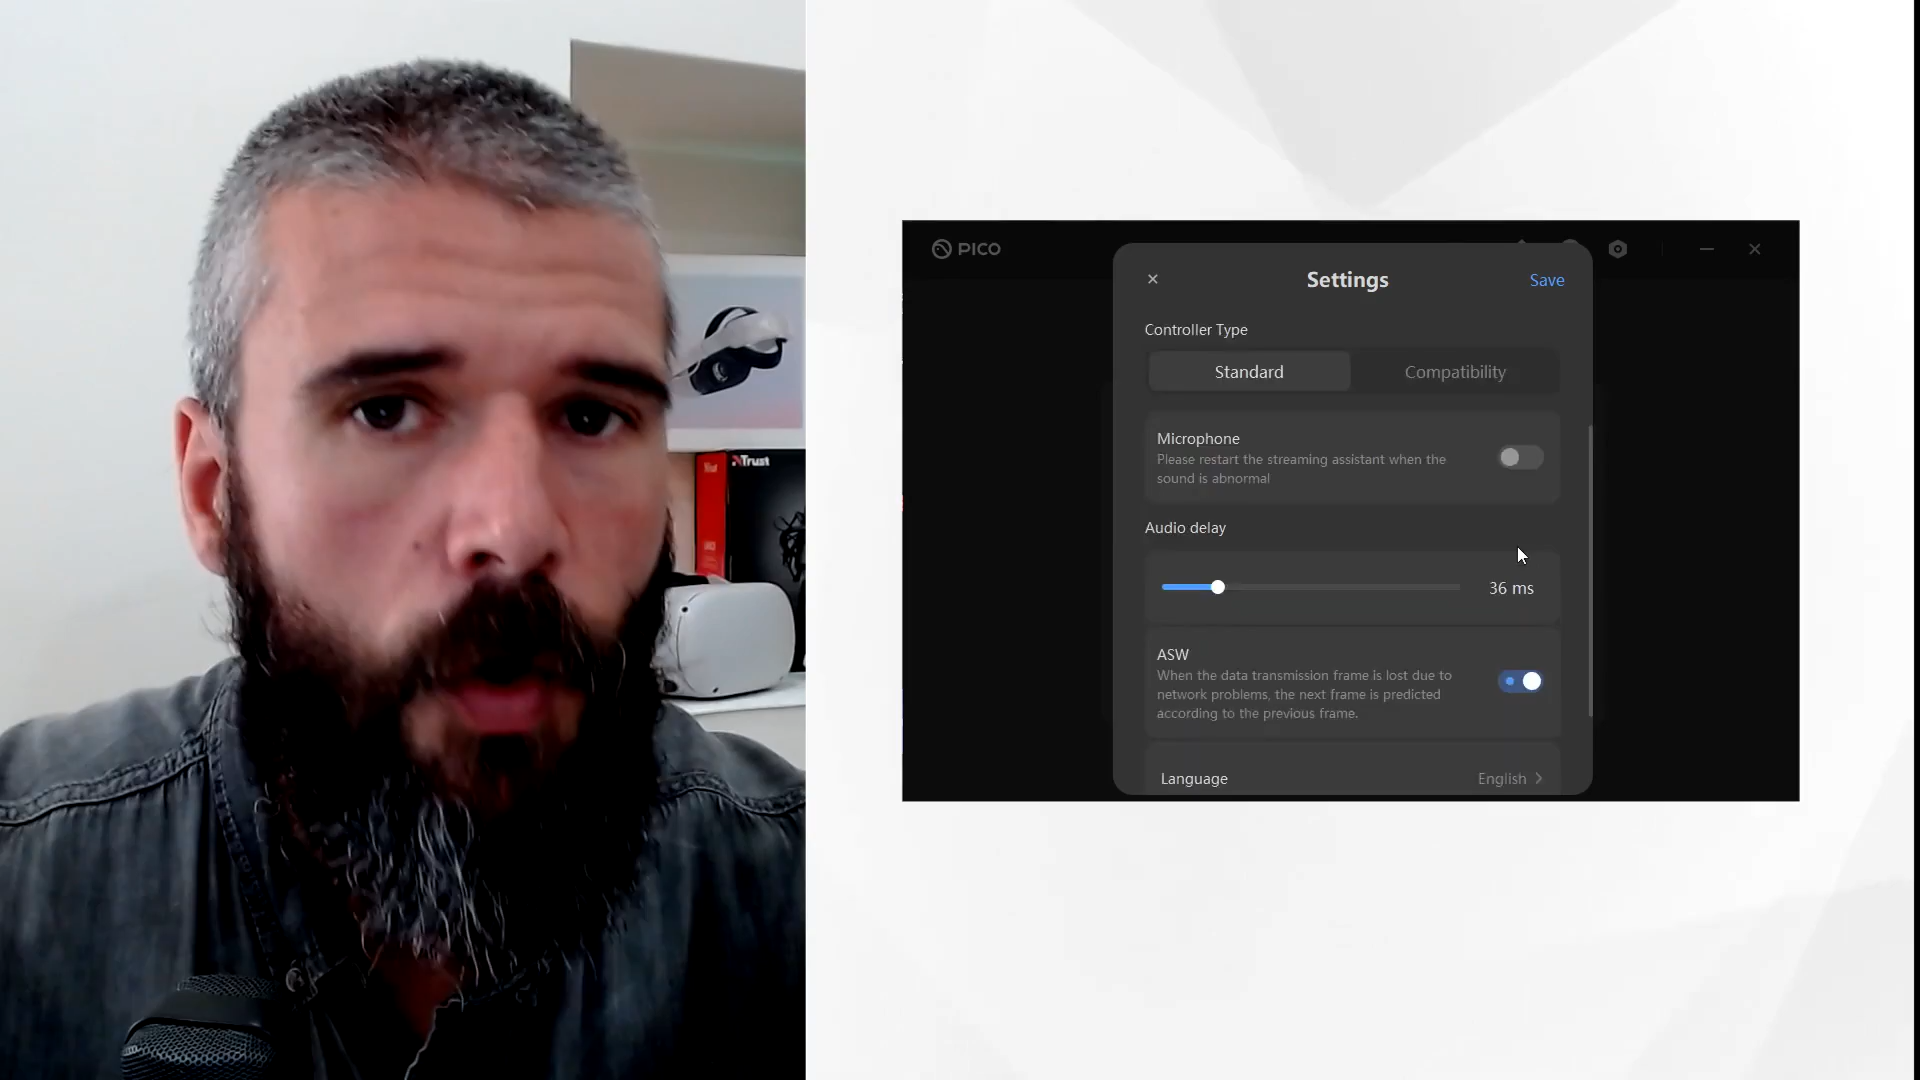 Trust
PICO
Settings
Save
Controller Type
Standard
Compatibility
Microphone
Please restart the streaming assistant when the
sound is abnormal
Audio delay
36 ms
ASW
When the data transmission frame is lost due to
network problems, the next frame is predicted
according to the previous frame.
Language
English